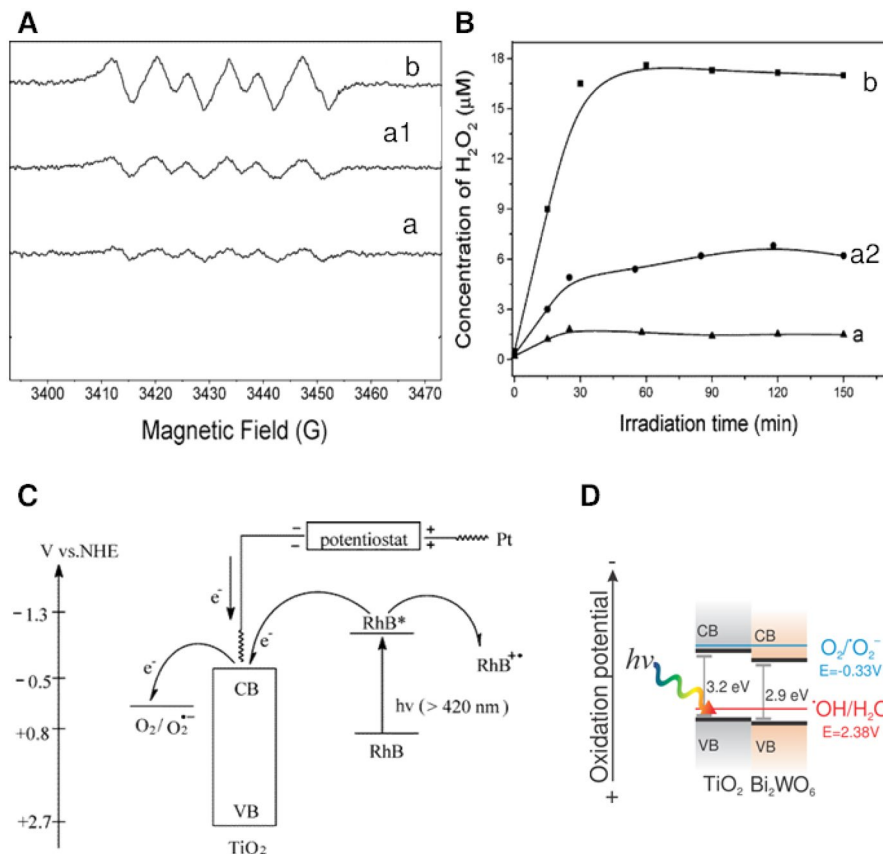 A
b
a1
a
3400 3410 3420 3430 3440 3450 3460 3470
Magnetic Field (G)
B
Concentration of H₂O₂ (μM)
18
15
12
9
6
3
0
b
a2
a
0 30 60 90 120 150
Irradiation time (min)
C
V vs.NHE
-1.3
-0.5
+0.8
+2.7
potentiostat
Pt
e⁻
e⁻
e⁻
RhB*
RhB⁺•
CB
O₂/ O₂•⁻
hν (> 420 nm)
RhB
VB
TiO₂
D
Oxidation potential
-
+
hν
CB
CB
O₂/•O₂⁻
E=-0.33V
3.2 eV
2.9 eV
•OH/H₂O
E=2.38V
VB
VB
TiO₂ Bi₂WO₆